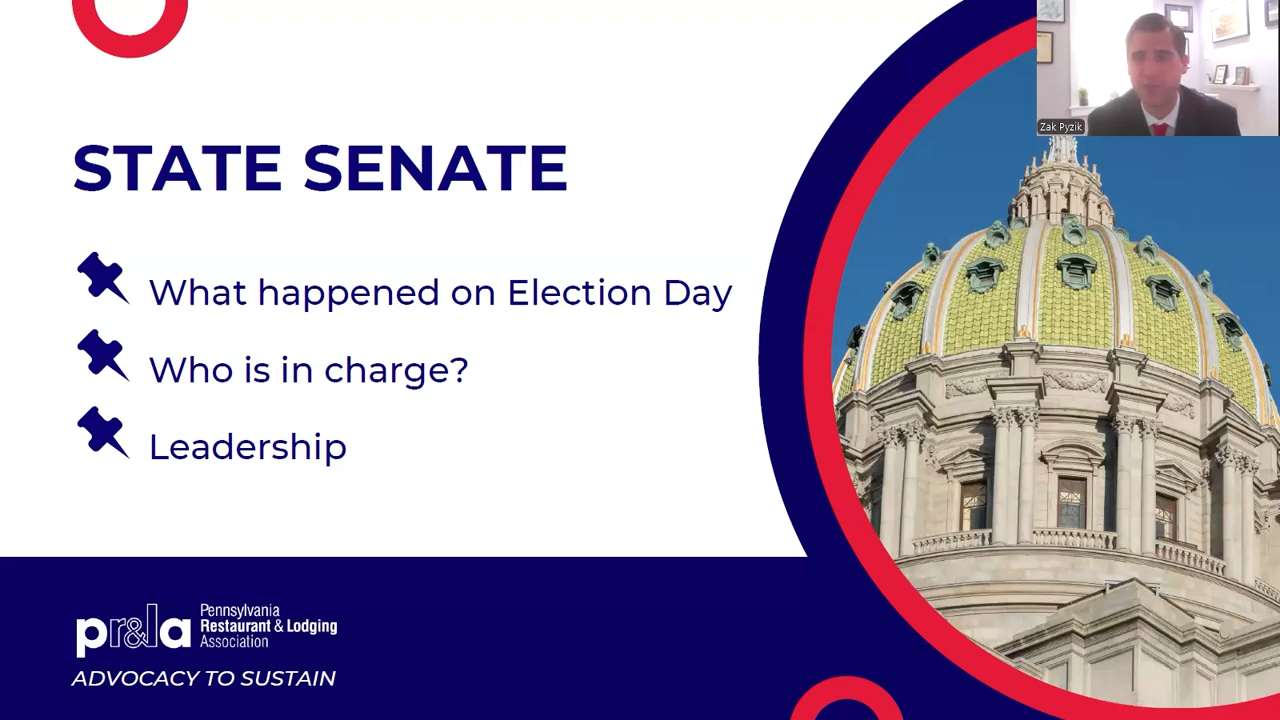 Zak Pyzik
STATE SENATE
What happened on Election Day
Who is in charge?
Leadership
pr&la
Pennsylvania
Restaurant & Lodging
Association
ADVOCACY TO SUSTAIN